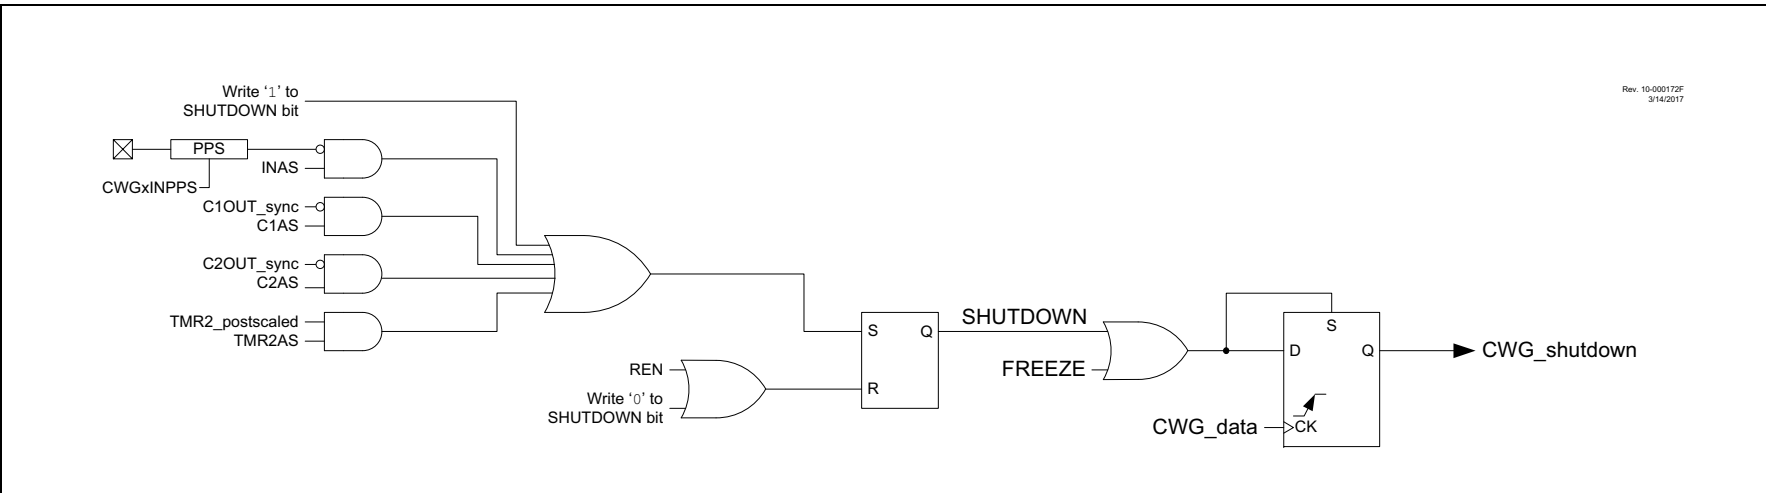 Write ‘1’ to
SHUTDOWN bit
Rev. 10-000172F
3/14/2017
PPS
INAS
CWGxINPPS
C1OUT_sync
C1AS
C2OUT_sync
C2AS
TMR2_postscaled
TMR2AS
S
Q
SHUTDOWN
S
REN
R
FREEZE
D
Q
CWG_shutdown
Write ‘0’ to
SHUTDOWN bit
CWG_data
CK